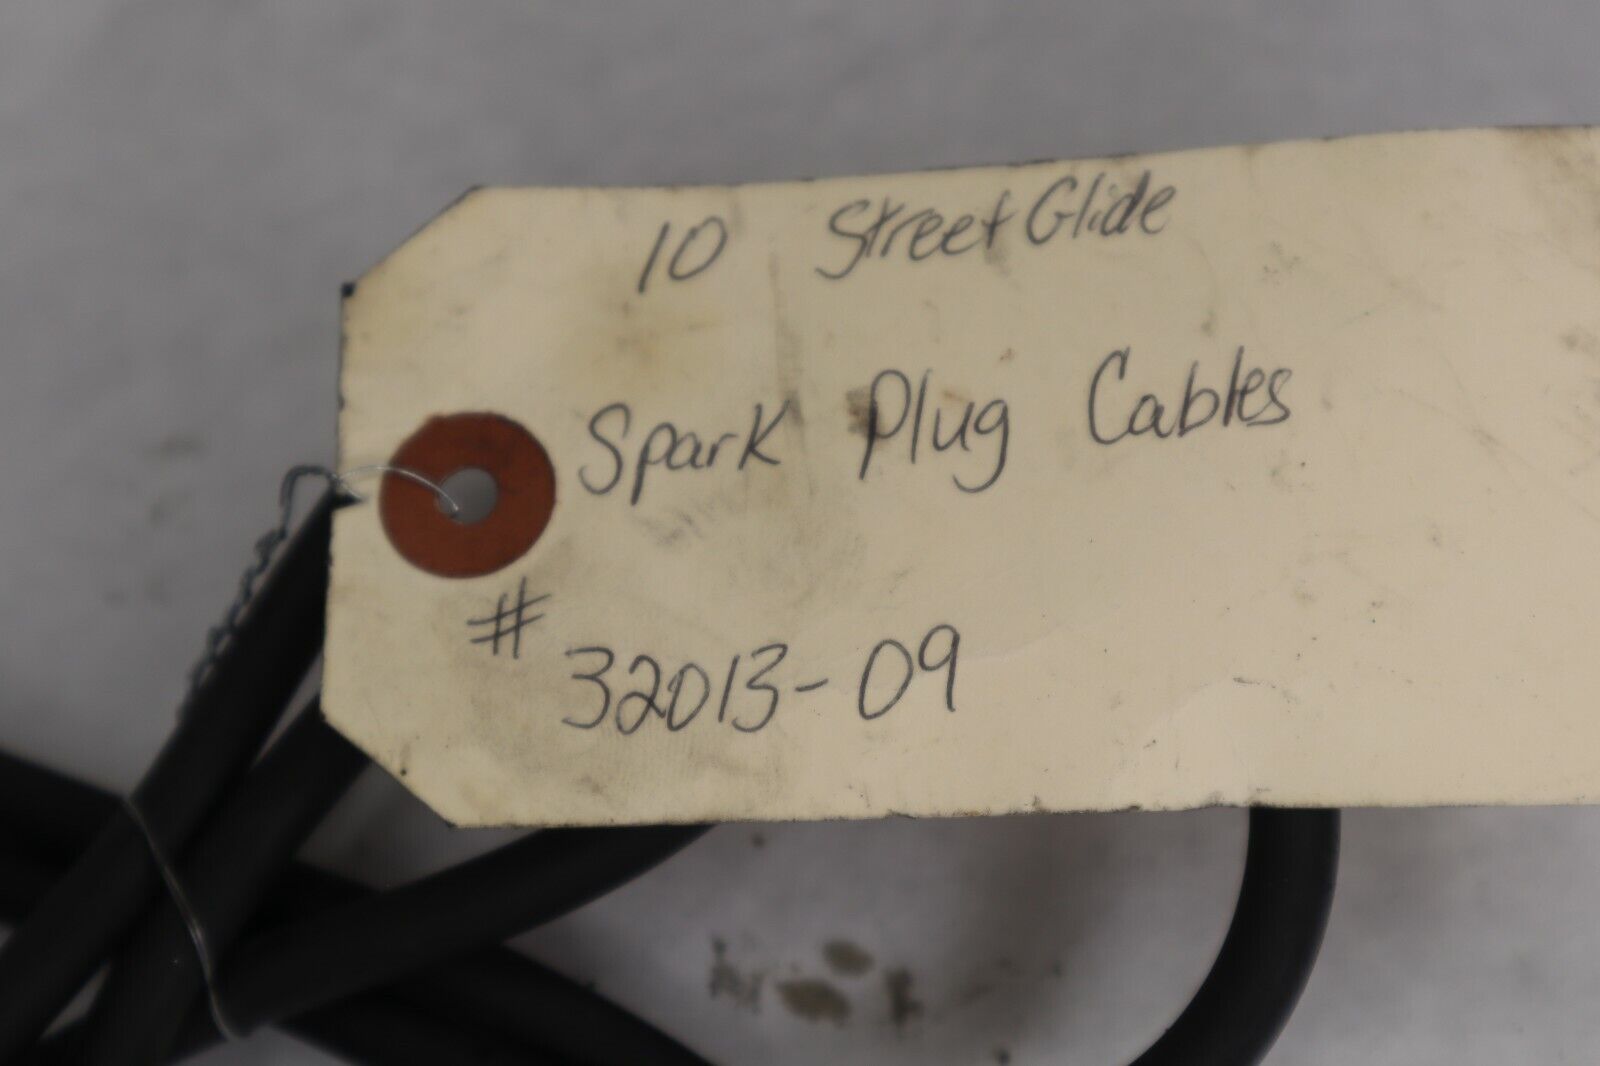 10 Street Glide
Spark Plug Cables
# 32013-09